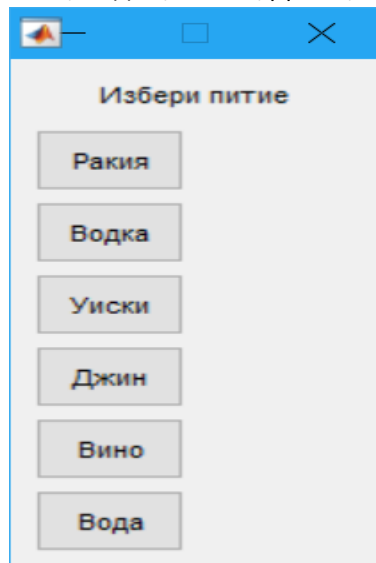 Избери питие
Ракия
Водка
Уиски
Джин
Вино
Вода